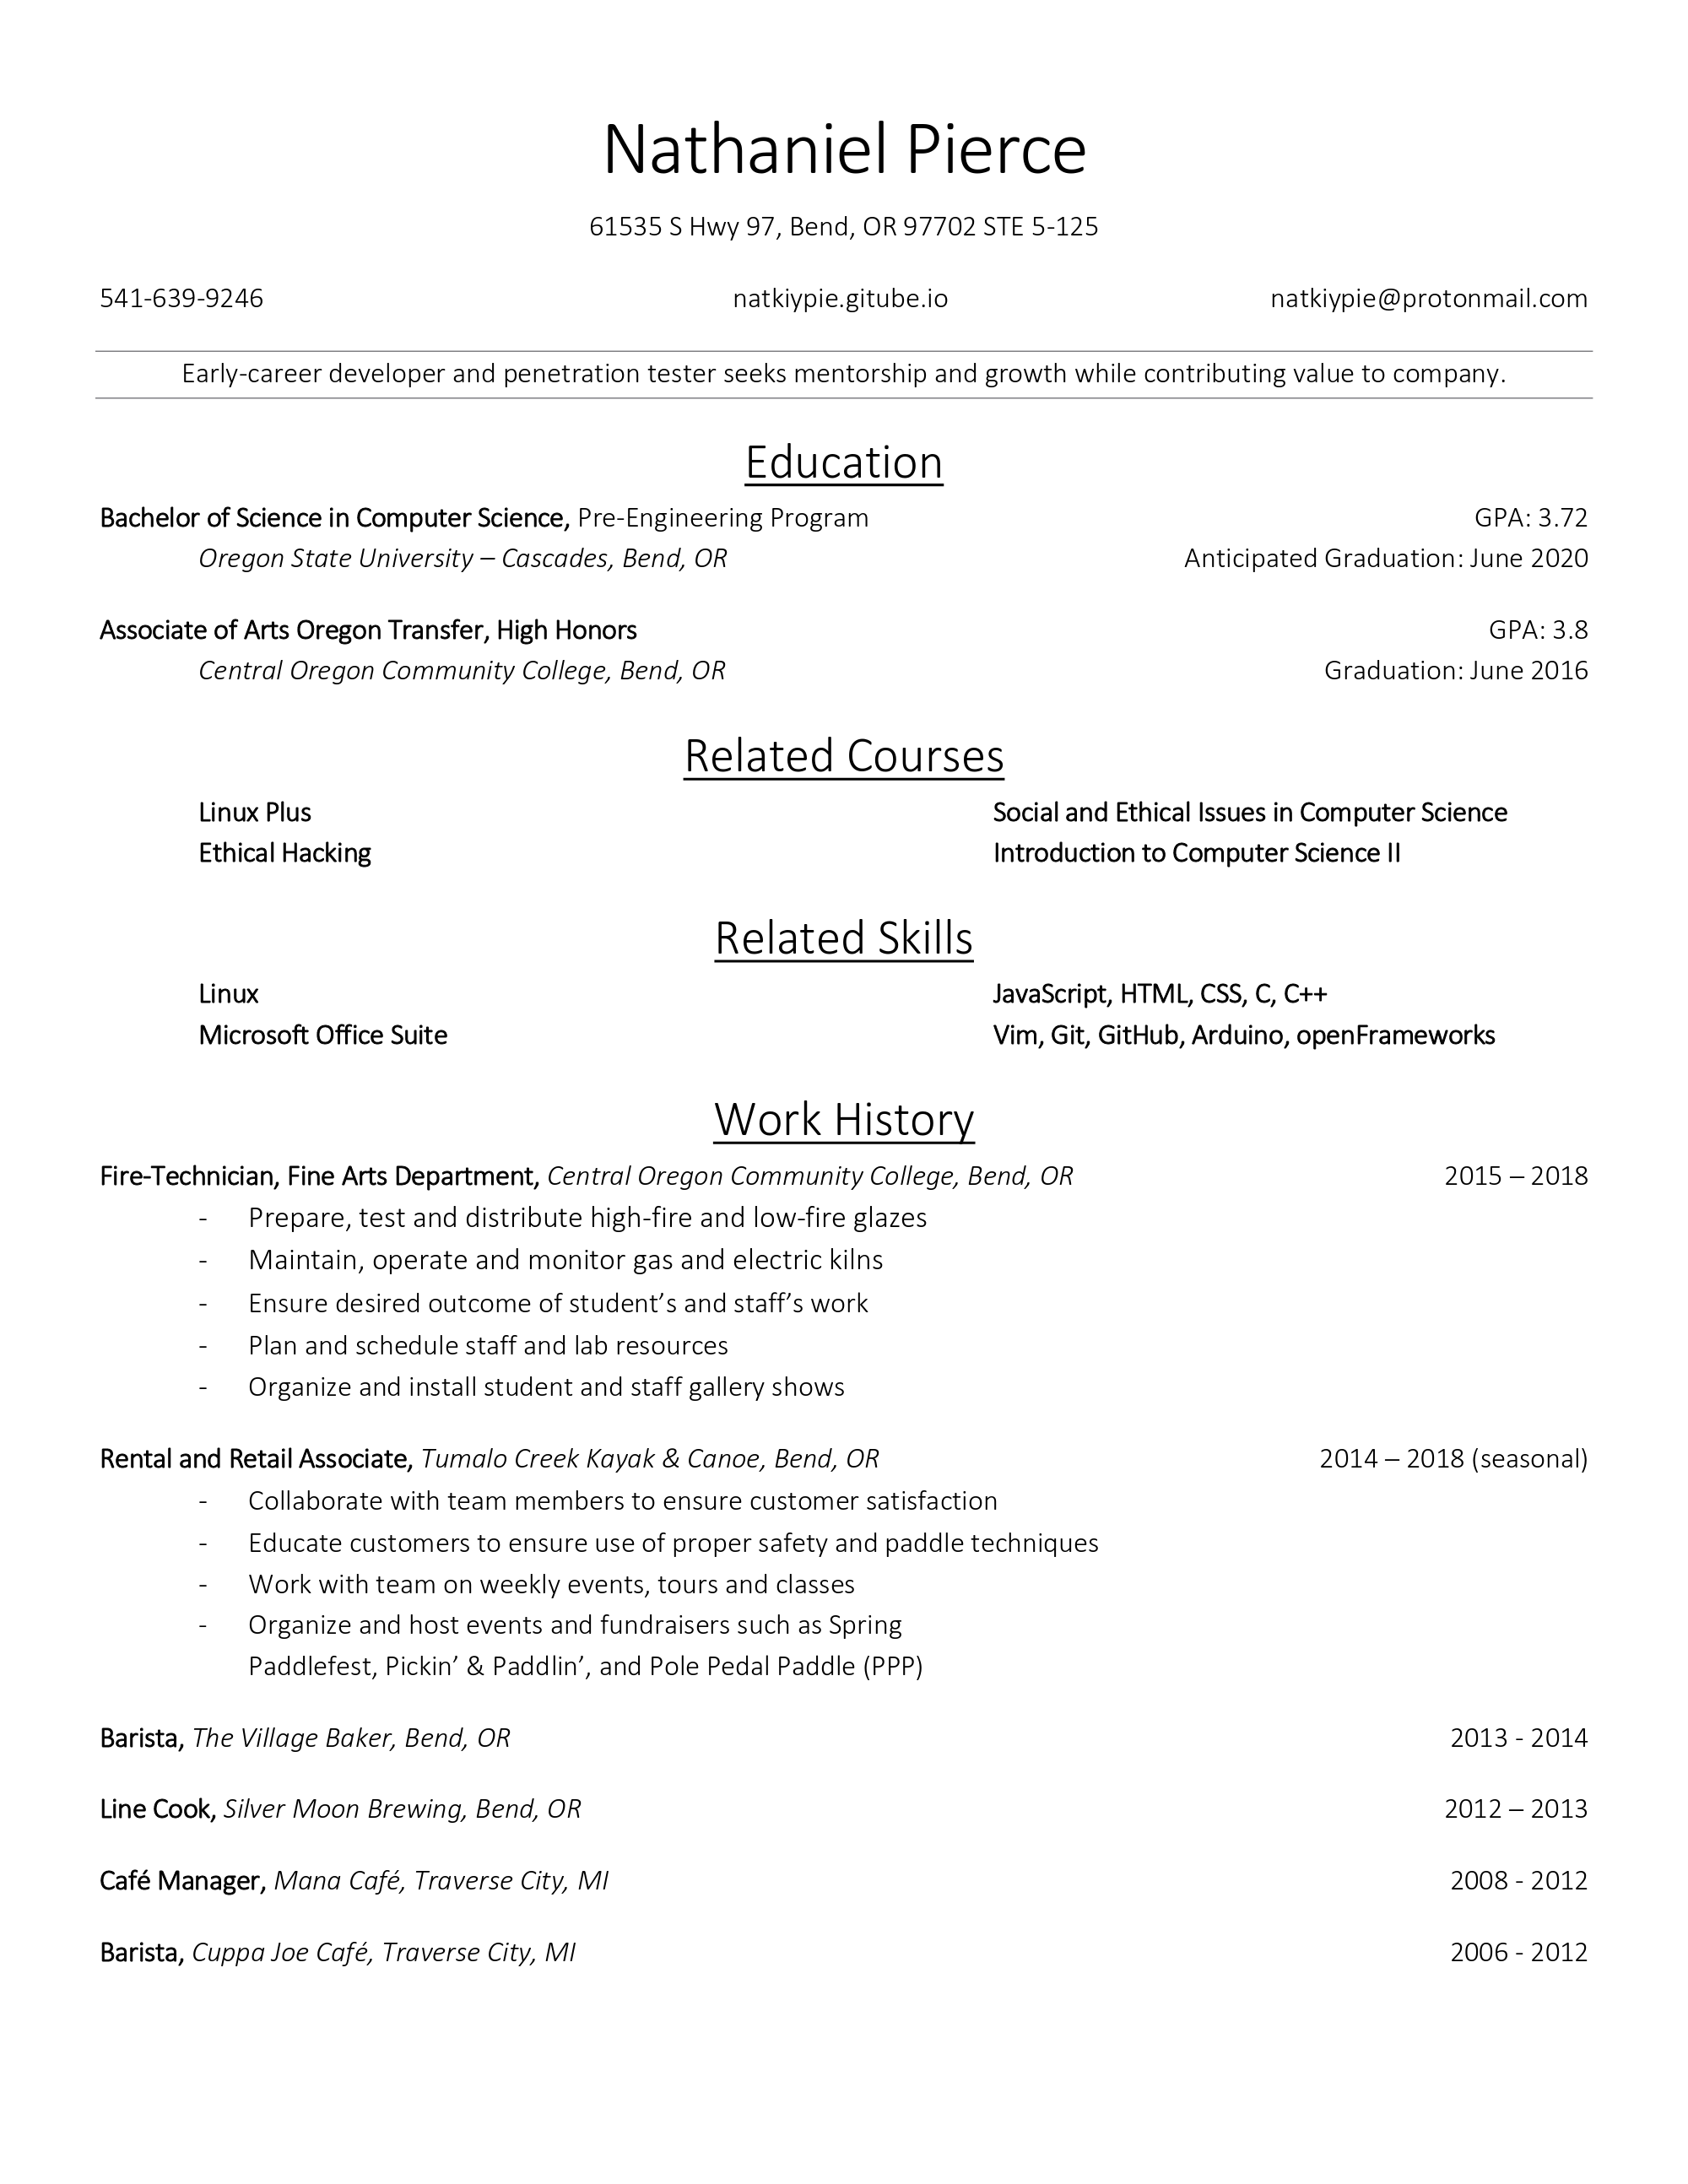 Nathaniel Pierce
61535 S Hwy 97, Bend, OR 97702 STE 5-125
541-639-9246 natkiypie.gitube.io natkiypie@protonmail.com
Early-career developer and penetration tester seeks mentorship and growth while contributing value to company.
Education
Bachelor of Science in Computer Science, Pre-Engineering Program GPA: 3.72
Oregon State University – Cascades, Bend, OR Anticipated Graduation: June 2020
Associate of Arts Oregon Transfer, High Honors GPA: 3.8
Central Oregon Community College, Bend, OR Graduation: June 2016
Related Courses
Linux Plus Social and Ethical Issues in Computer Science
Ethical Hacking Introduction to Computer Science II
Related Skills
Linux JavaScript, HTML, CSS, C, C++
Microsoft Office Suite Vim, Git, GitHub, Arduino, openFrameworks
Work History
Fire-Technician, Fine Arts Department, Central Oregon Community College, Bend, OR 2015 – 2018
- Prepare, test and distribute high-fire and low-fire glazes
- Maintain, operate and monitor gas and electric kilns
- Ensure desired outcome of student’s and staff’s work
- Plan and schedule staff and lab resources
- Organize and install student and staff gallery shows
Rental and Retail Associate, Tumalo Creek Kayak & Canoe, Bend, OR 2014 – 2018 (seasonal)
- Collaborate with team members to ensure customer satisfaction
- Educate customers to ensure use of proper safety and paddle techniques
- Work with team on weekly events, tours and classes
- Organize and host events and fundraisers such as Spring
Paddlefest, Pickin’ & Paddlin’, and Pole Pedal Paddle (PPP)
Barista, The Village Baker, Bend, OR 2013 - 2014
Line Cook, Silver Moon Brewing, Bend, OR 2012 – 2013
Café Manager, Mana Café, Traverse City, MI 2008 - 2012
Barista, Cuppa Joe Café, Traverse City, MI 2006 - 2012